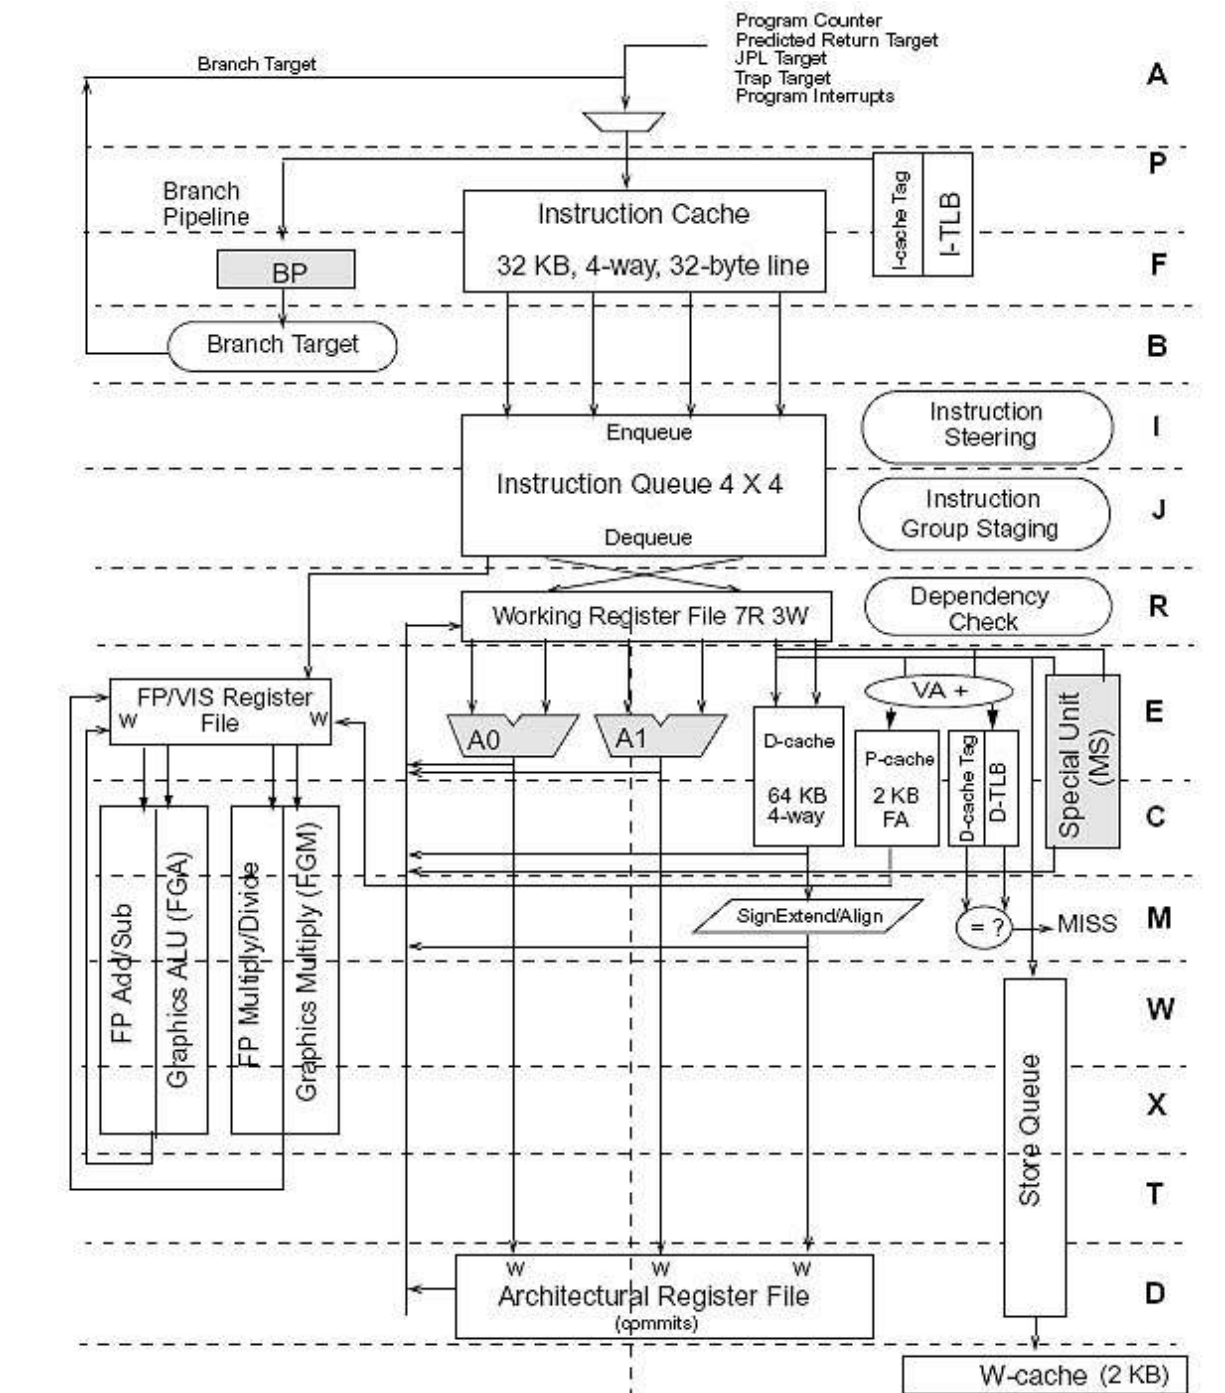 Program Counter
Predicted Return Target
JPL Target
Trap Target
Program Interrupts
Branch Target
A
P
Branch
Pipeline
Instruction Cache
32 KB, 4-way, 32-byte line
I-cache Tag
I-TLB
F
BP
Branch Target
B
Enqueue
Instruction Queue 4 X 4
Dequeue
Instruction
Steering
I
Instruction
Group Staging
J
Working Register File 7R 3W
Dependency
Check
R
FP/VIS Register
File
W
W
A0
A1
D-cache
64 KB
4-way
VA +
P-cache
2 KB
FA
D-cache Tag
D-TLB
Special Unit
(MS)
E
C
FP Add/Sub
Graphics ALU (FGA)
FP Multiply/Divide
Graphics Multiply (FGM)
SignExtend/Align
= ?
MISS
M
W
X
Store Queue
T
W
W
W
Architectural Register File
(commits)
D
W-cache (2 KB)